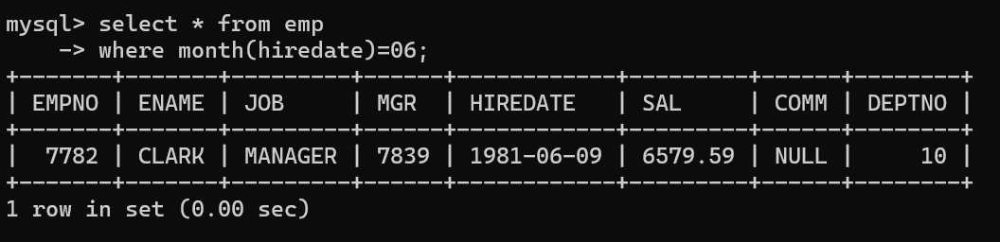 mysql> select * from emp
    -> where month(hiredate)=06;
+-------+-------+---------+------+------------+---------+------+--------+
| EMPNO | ENAME | JOB     | MGR  | HIREDATE   | SAL     | COMM | DEPTNO |
+-------+-------+---------+------+------------+---------+------+--------+
|  7782 | CLARK | MANAGER | 7839 | 1981-06-09 | 6579.59 | NULL |     10 |
+-------+-------+---------+------+------------+---------+------+--------+
1 row in set (0.00 sec)